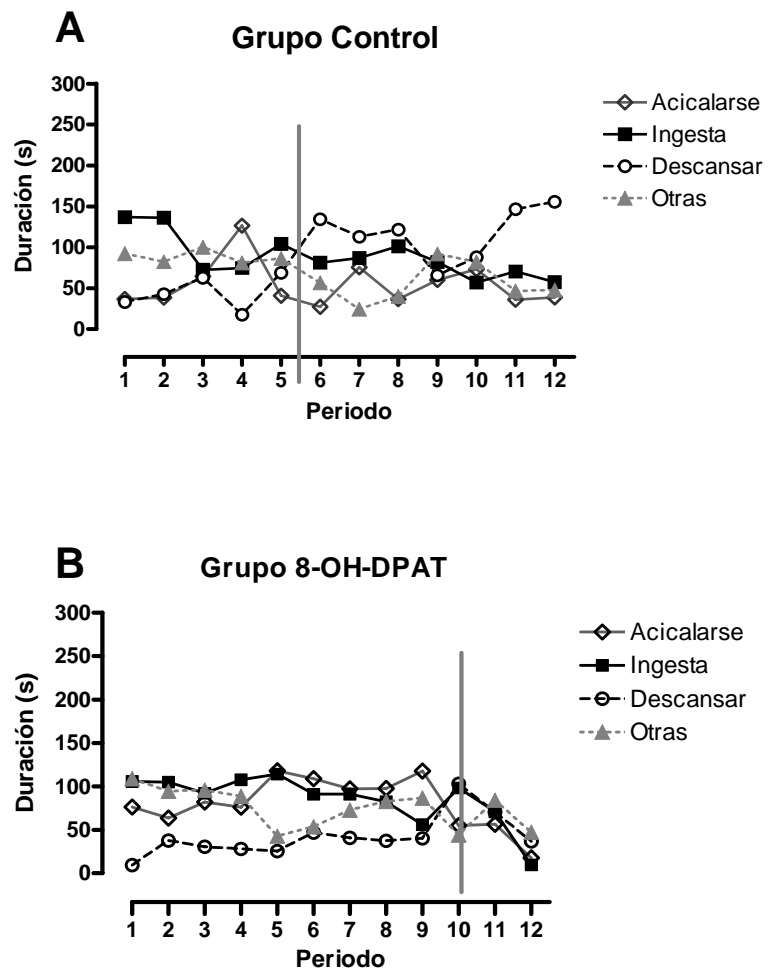 A
Grupo Control
300
250
200
150
100
50
0
Duración (s)
1 2 3 4 5 6 7 8 9 10 11 12
Periodo
Acicalarse
Ingesta
Descansar
Otras
B
Grupo 8-OH-DPAT
300
250
200
150
100
50
0
Duración (s)
1 2 3 4 5 6 7 8 9 10 11 12
Periodo
Acicalarse
Ingesta
Descansar
Otras